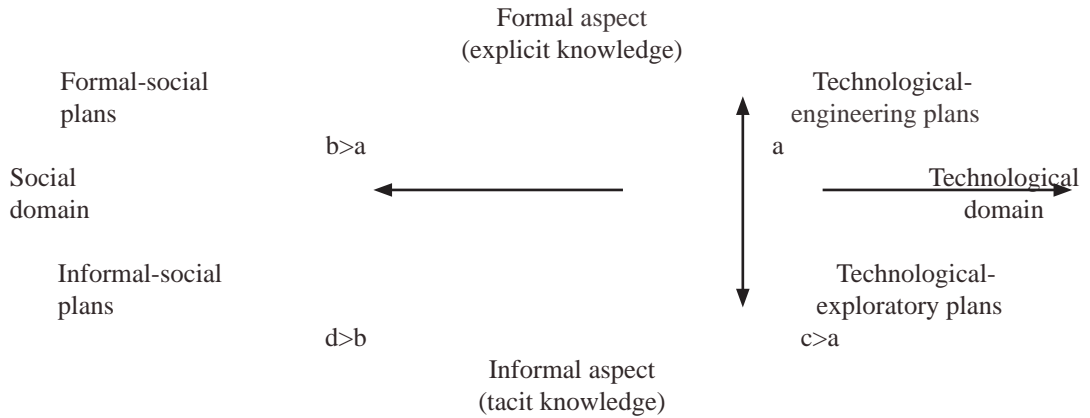 Formal aspect
(explicit knowledge)
Formal-social
plans
Technological-
engineering plans
b>a
a
Social
domain
Technological
domain
Informal-social
plans
Technological-
exploratory plans
d>b
c>a
Informal aspect
(tacit knowledge)